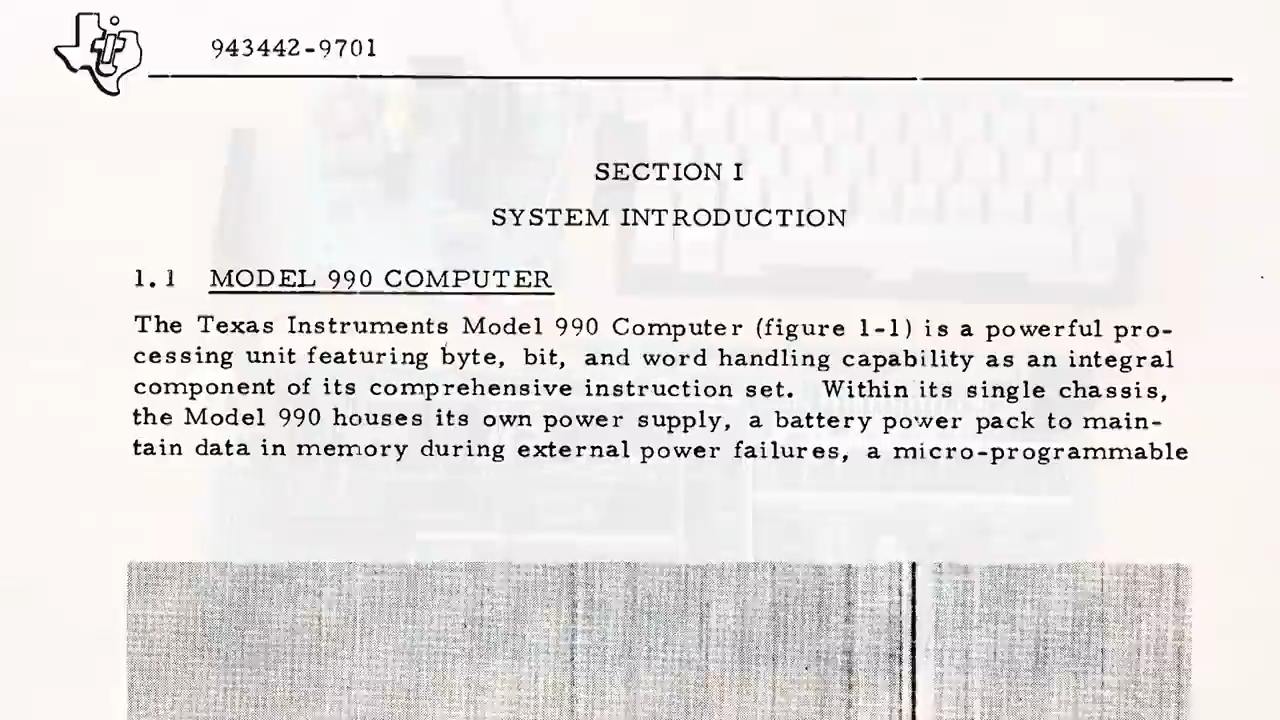 943442-9701
SECTION I
SYSTEM INTRODUCTION
1.1 MODEL 990 COMPUTER
The Texas Instruments Model 990 Computer (figure 1-1) is a powerful pro-
cessing unit featuring byte, bit, and word handling capability as an integral
component of its comprehensive instruction set. Within its single chassis,
the Model 990 houses its own power supply, a battery power pack to main-
tain data in memory during external power failures, a micro-programmable